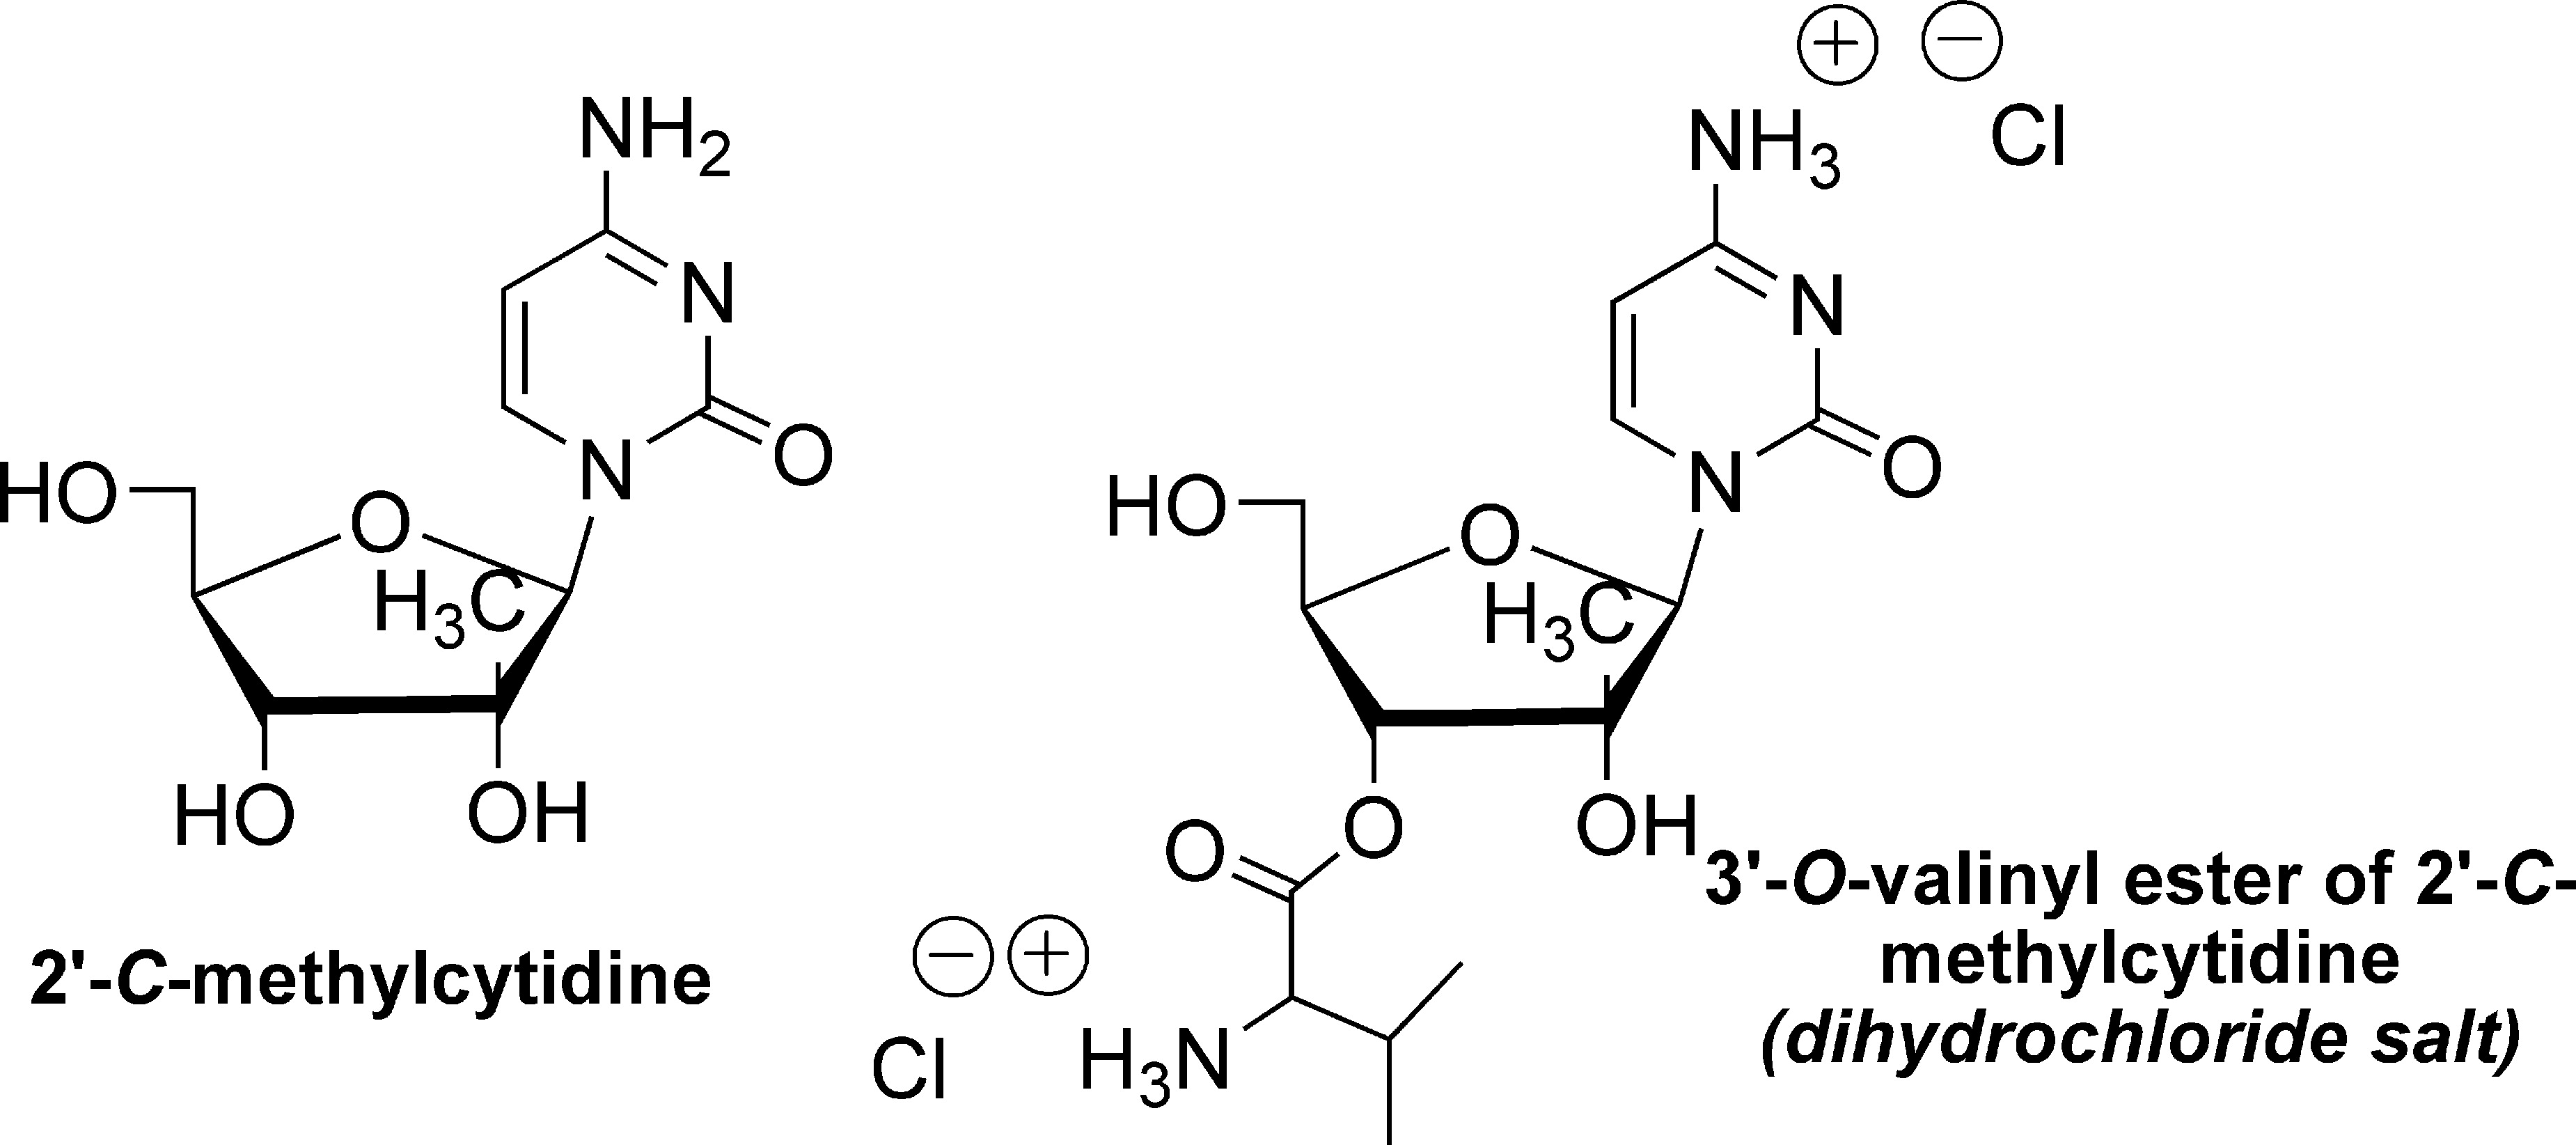 NH2
N
O
N
HO
O
H3C
HO
OH
2'-C-methylcytidine
+ −
NH3 Cl
N
O
N
HO
O
H3C
O
O
OH
− +
Cl H3N
3'-O-valinyl ester of 2'-C-
methylcytidine
(dihydrochloride salt)